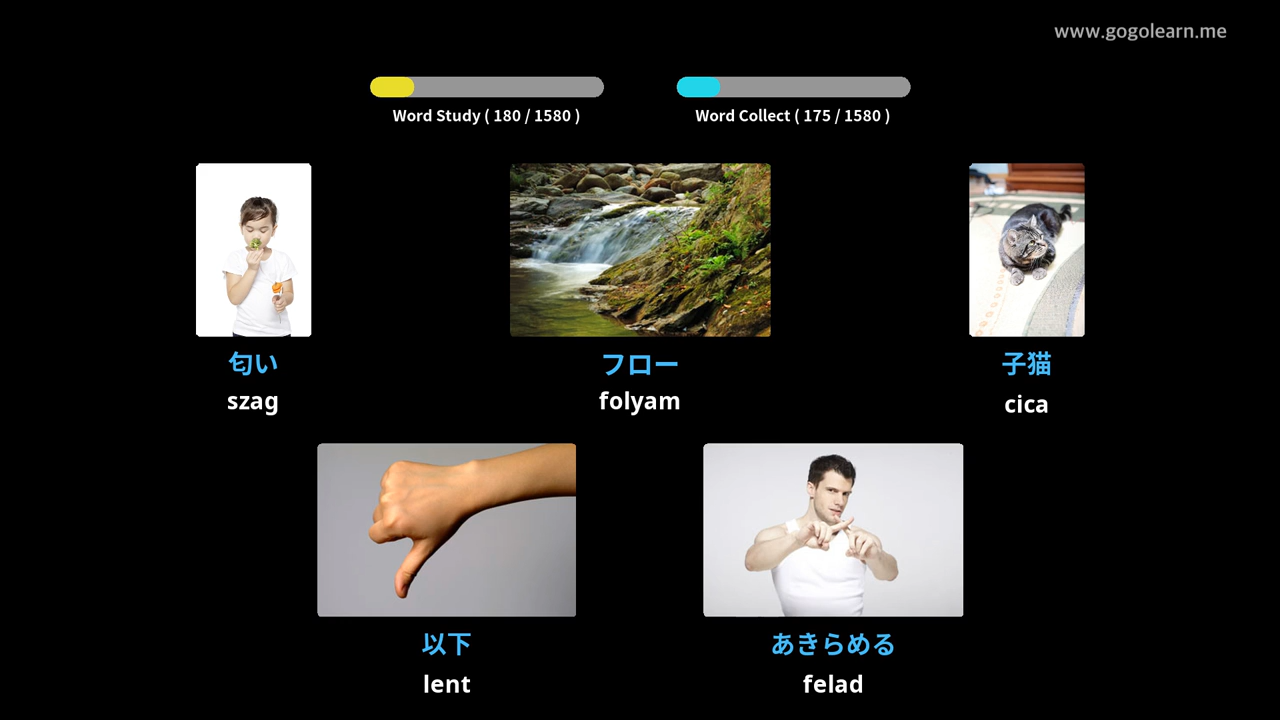 www.gogolearn.me
Word Study ( 180 / 1580 )
Word Collect ( 175 / 1580 )
匂い
szag
フロー
folyam
子猫
cica
以下
lent
あきらめる
felad